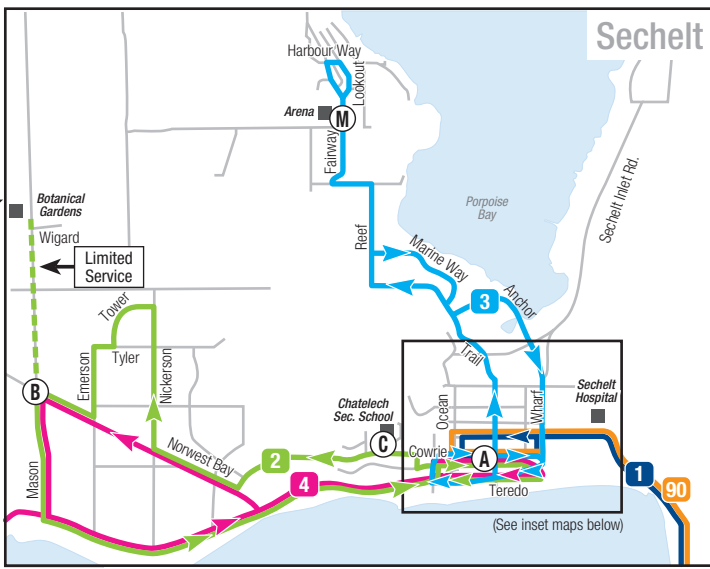 Sechelt
Harbour Way
Lookout
Arena
M
Fairway
Sechelt Inlet Rd.
Botanical
Gardens
Porpoise
Bay
Wigard
Reef
Marine Way
Limited
Service
Anchor
3
Tower
Trail
Tyler
Emerson
Nickerson
B
Ocean
Wharf
Sechelt
Hospital
Chatelech
Sec. School
C
Cowrie
A
Norwest Bay
2
Mason
4
Teredo
1
90
(See inset maps below)